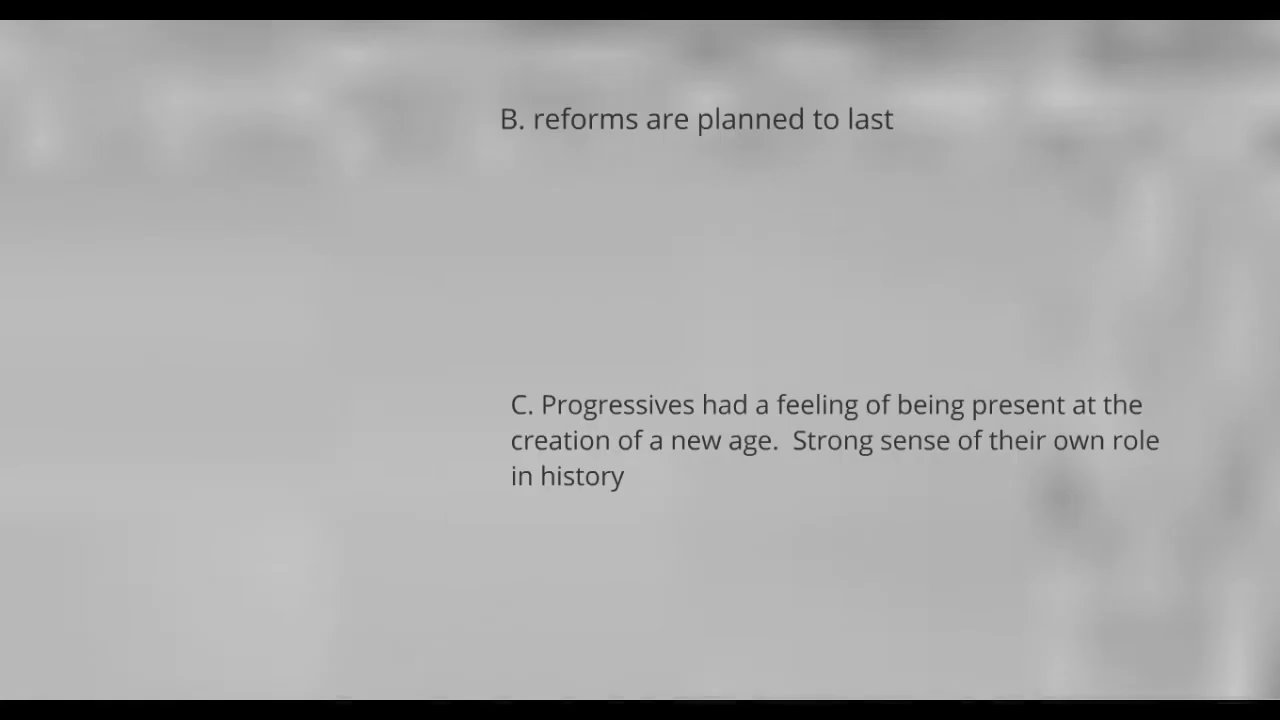 B. reforms are planned to last
C. Progressives had a feeling of being present at the
creation of a new age.  Strong sense of their own role
in history